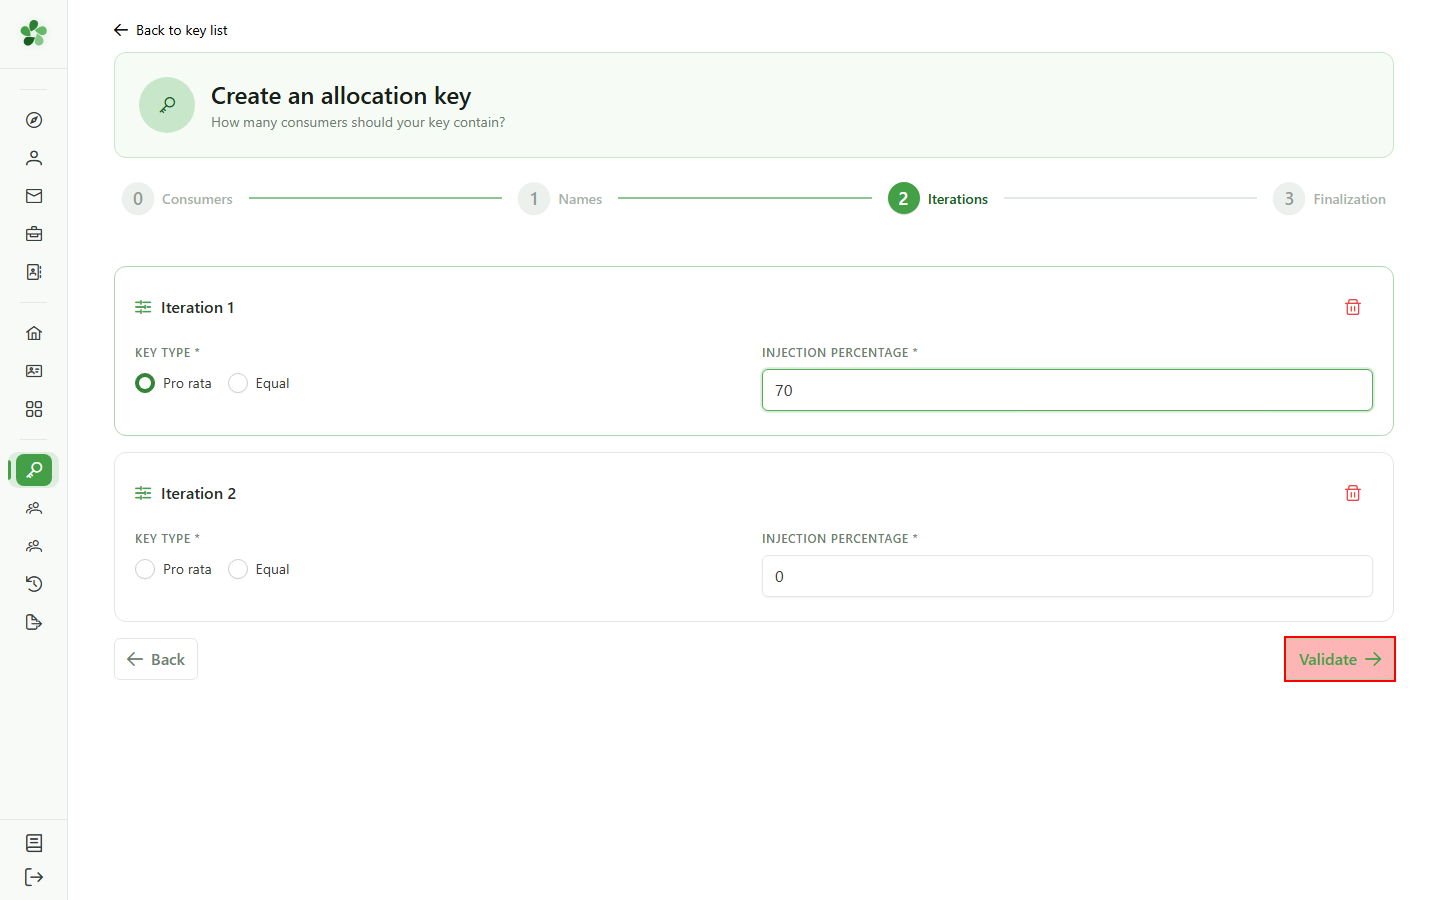 Back to key list
Create an allocation key
How many consumers should your key contain?
0 Consumers 1 Names 2 Iterations 3 Finalization
Iteration 1
KEY TYPE * INJECTION PERCENTAGE *
Pro rata Equal 70
Iteration 2
KEY TYPE * INJECTION PERCENTAGE *
Pro rata Equal 0
Back Validate